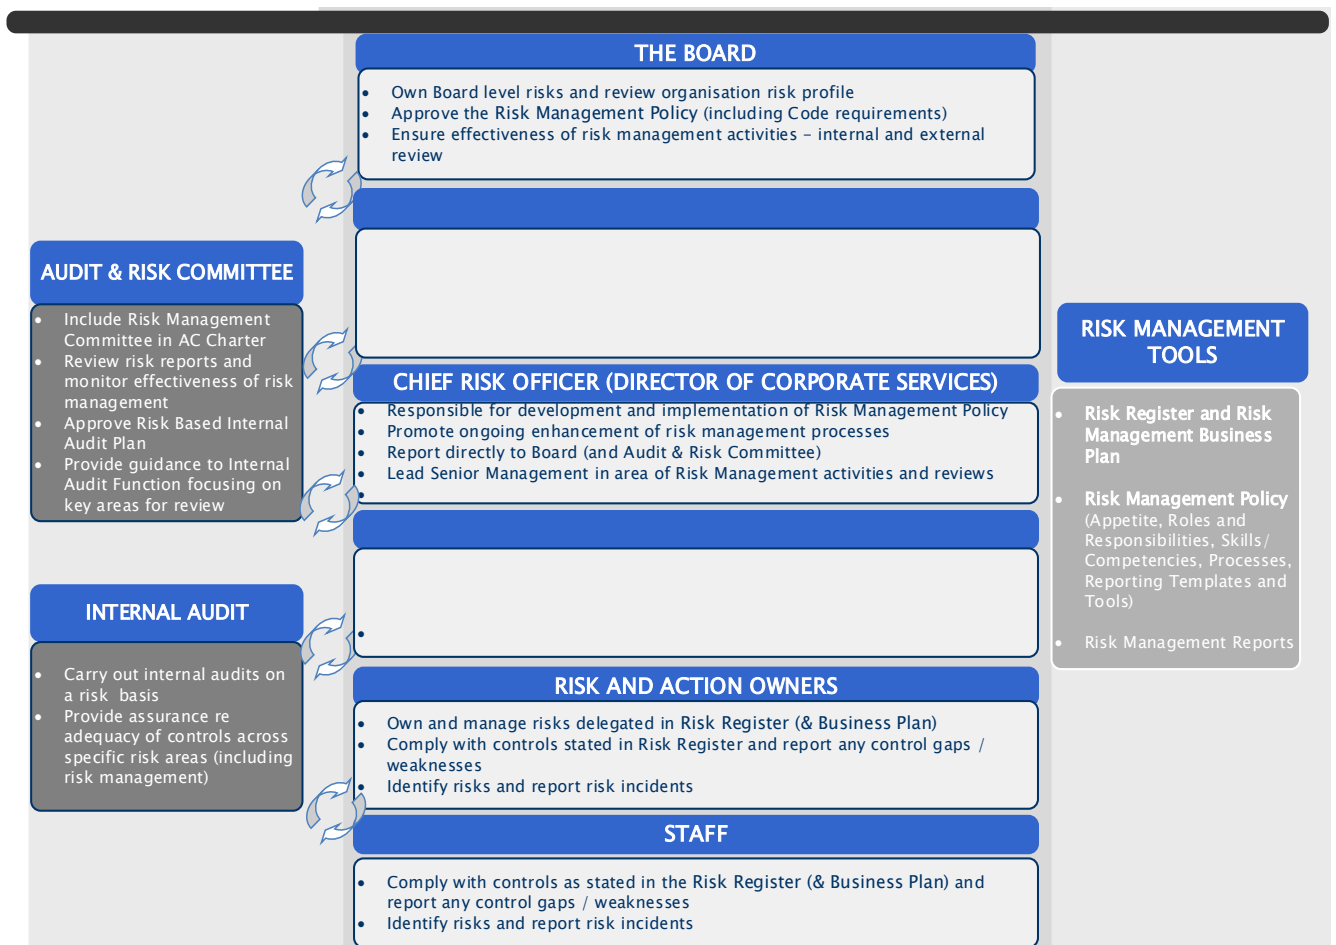 THE BOARD
• Own Board level risks and review organisation risk profile
• Approve the Risk Management Policy (including Code requirements)
• Ensure effectiveness of risk management activities – internal and external
review
AUDIT & RISK COMMITTEE
• Include Risk Management
Committee in AC Charter
• Review risk reports and
monitor effectiveness of risk
management
• Approve Risk Based Internal
Audit Plan
• Provide guidance to Internal
Audit Function focusing on
key areas for review
INTERNAL AUDIT
• Carry out internal audits on
a risk  basis
• Provide assurance re
adequacy of controls across
specific risk areas (including
risk management)
CHIEF RISK OFFICER (DIRECTOR OF CORPORATE SERVICES)
• Responsible for development and implementation of Risk Management Policy
• Promote ongoing enhancement of risk management processes
• Report directly to Board (and Audit & Risk Committee)
• Lead Senior Management in area of Risk Management activities and reviews
•
•
RISK AND ACTION OWNERS
• Own and manage risks delegated in Risk Register (& Business Plan)
• Comply with controls stated in Risk Register and report any control gaps /
weaknesses
• Identify risks and report risk incidents
STAFF
• Comply with controls as stated in the Risk Register (& Business Plan) and
report any control gaps / weaknesses
• Identify risks and report risk incidents
RISK MANAGEMENT
TOOLS
• Risk Register and Risk
Management Business
Plan
• Risk Management Policy
(Appetite, Roles and
Responsibilities, Skills/
Competencies, Processes,
Reporting Templates and
Tools)
• Risk Management Reports